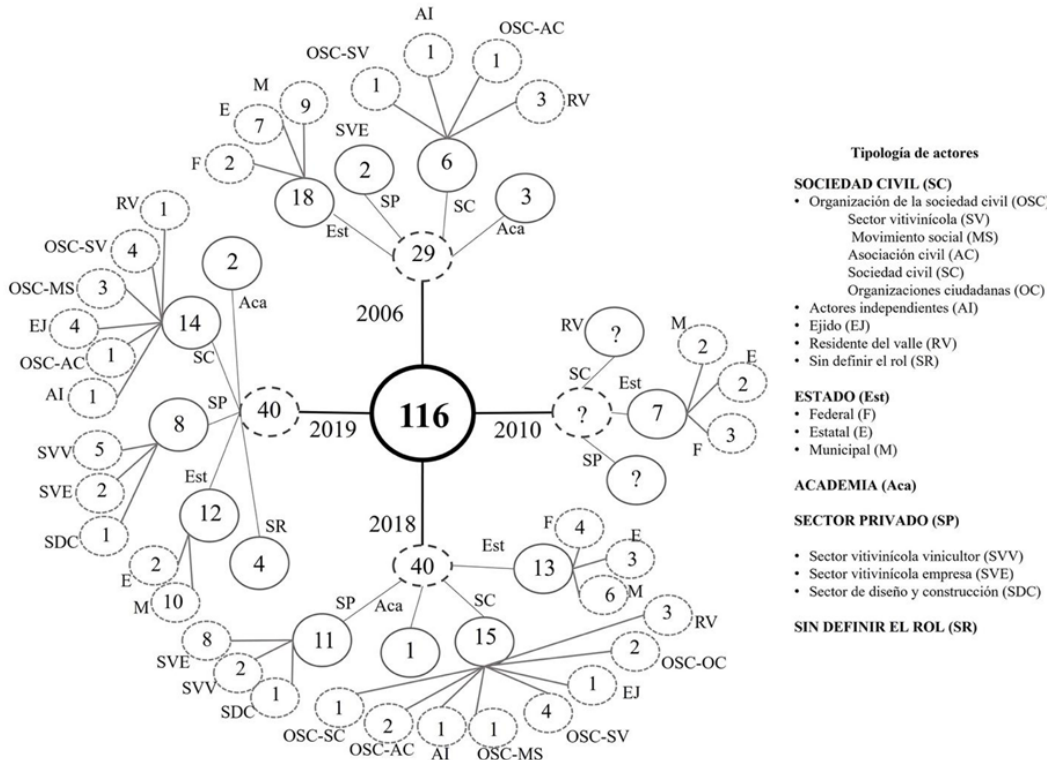 AI
OSC-SV
OSC-AC
1
1
1
3
RV
M
E
F
9
7
2
SVE
2
6
18
SP
SC
3
Est
Aca
29
2006
RV
1
OSC-SV
4
OSC-MS
3
EJ
4
OSC-AC
1
AI
1
14
SC
2
Aca
SP
8
SVV
5
SVE
2
SDC
1
Est
12
E
2
M
10
SR
4
40
2019
116
2010
?
RV
?
SC
SP
?
Est
7
M
2
E
2
F
3
2018
40
Est
13
F
4
E
3
6
M
SP
Aca
SC
11
1
15
8
SVE
2
SVV
1
SDC
3
RV
2
OSC-OC
1
EJ
4
OSC-SV
1
OSC-MS
1
AI
2
OSC-AC
1
OSC-SC
Tipología de actores
SOCIEDAD CIVIL (SC)
• Organización de la sociedad civil (OSC)
Sector vitivinícola (SV)
Movimiento social (MS)
Asociación civil (AC)
Sociedad civil (SC)
Organizaciones ciudadanas (OC)
• Actores independientes (AI)
• Ejido (EJ)
• Residente del valle (RV)
• Sin definir el rol (SR)
ESTADO (Est)
• Federal (F)
• Estatal (E)
• Municipal (M)
ACADEMIA (Aca)
SECTOR PRIVADO (SP)
• Sector vitivinícola vinicultor (SVV)
• Sector vitivinícola empresa (SVE)
• Sector de diseño y construcción (SDC)
SIN DEFINIR EL ROL (SR)